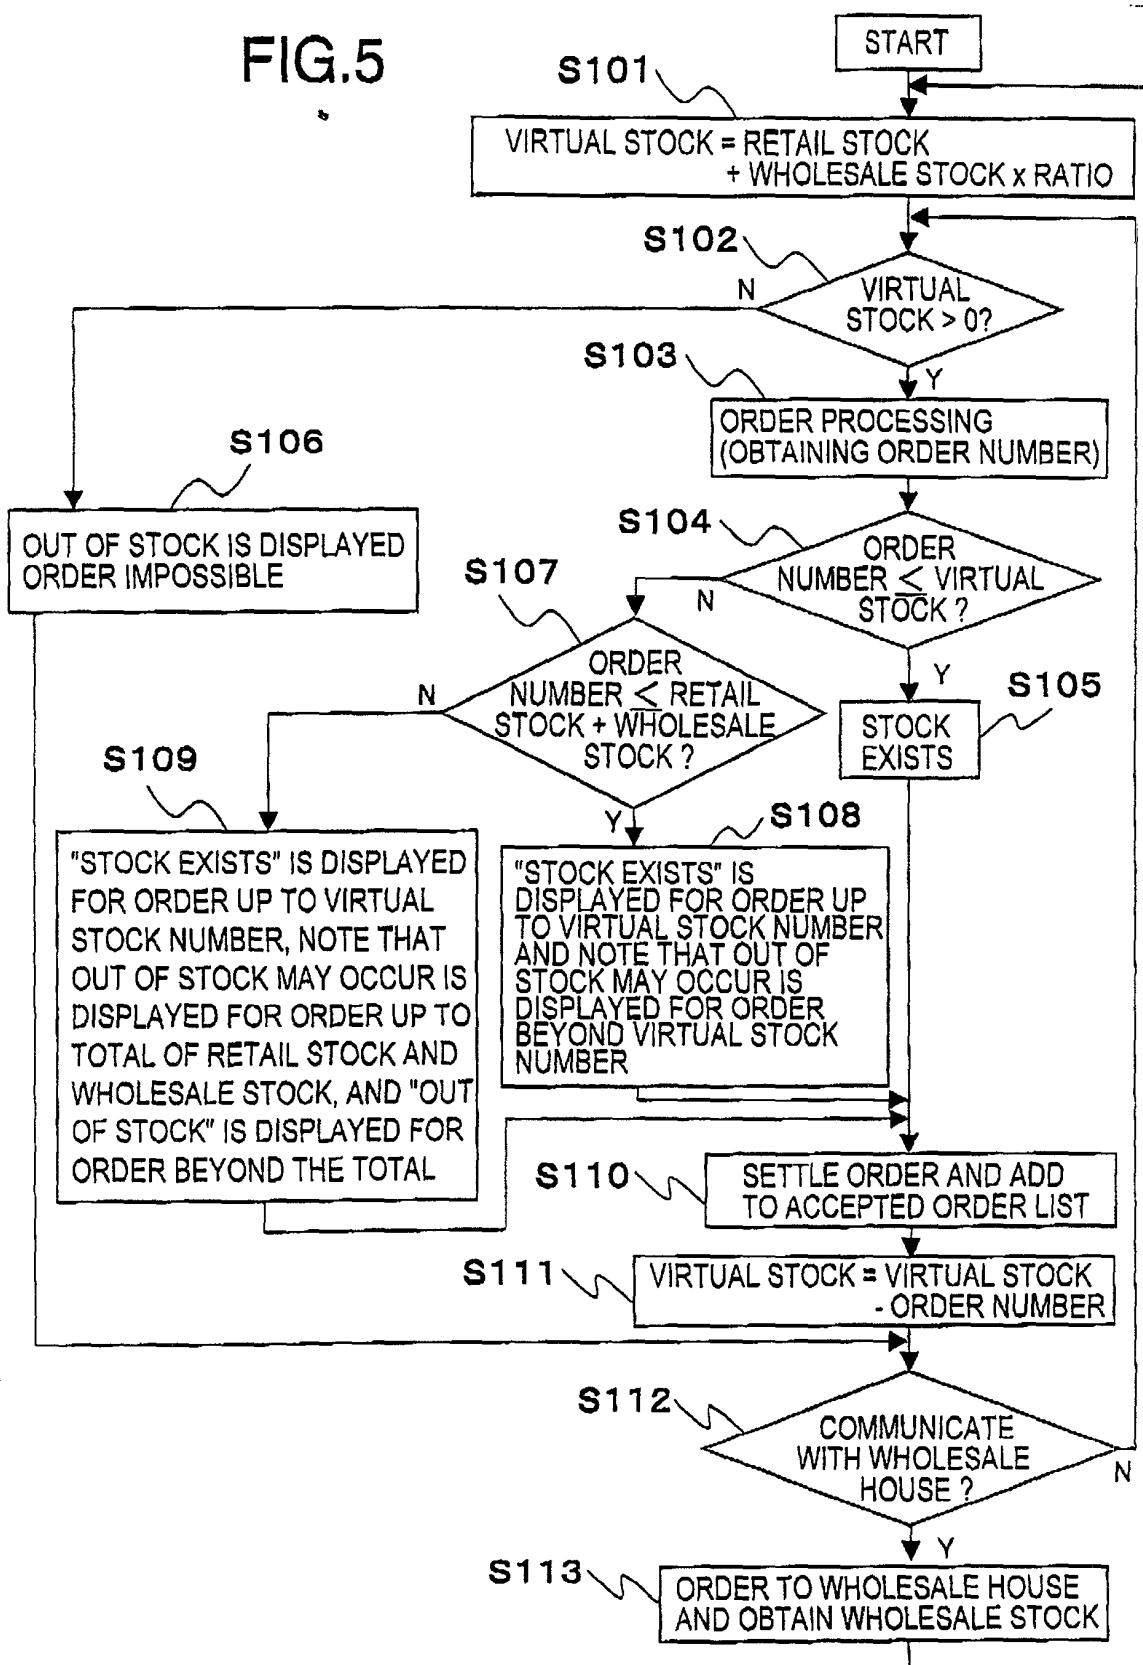 FIG.5
START
S101
VIRTUAL STOCK = RETAIL STOCK
+ WHOLESALE STOCK x RATIO
S102
N
VIRTUAL
STOCK > 0?
Y
S103
ORDER PROCESSING
(OBTAINING ORDER NUMBER)
S106
OUT OF STOCK IS DISPLAYED
ORDER IMPOSSIBLE
S104
ORDER
NUMBER ≤ VIRTUAL
STOCK ?
N
Y
S107
ORDER
NUMBER ≤ RETAIL
STOCK + WHOLESALE
STOCK ?
N
Y
S105
STOCK
EXISTS
S109
"STOCK EXISTS" IS DISPLAYED
FOR ORDER UP TO VIRTUAL
STOCK NUMBER, NOTE THAT
OUT OF STOCK MAY OCCUR IS
DISPLAYED FOR ORDER UP TO
TOTAL OF RETAIL STOCK AND
WHOLESALE STOCK, AND "OUT
OF STOCK" IS DISPLAYED FOR
ORDER BEYOND THE TOTAL
S108
"STOCK EXISTS" IS
DISPLAYED FOR ORDER UP
TO VIRTUAL STOCK NUMBER
AND NOTE THAT OUT OF
STOCK MAY OCCUR IS
DISPLAYED FOR ORDER
BEYOND VIRTUAL STOCK
NUMBER
S110
SETTLE ORDER AND ADD
TO ACCEPTED ORDER LIST
S111
VIRTUAL STOCK = VIRTUAL STOCK
- ORDER NUMBER
S112
COMMUNICATE
WITH WHOLESALE
HOUSE ?
N
Y
S113
ORDER TO WHOLESALE HOUSE
AND OBTAIN WHOLESALE STOCK